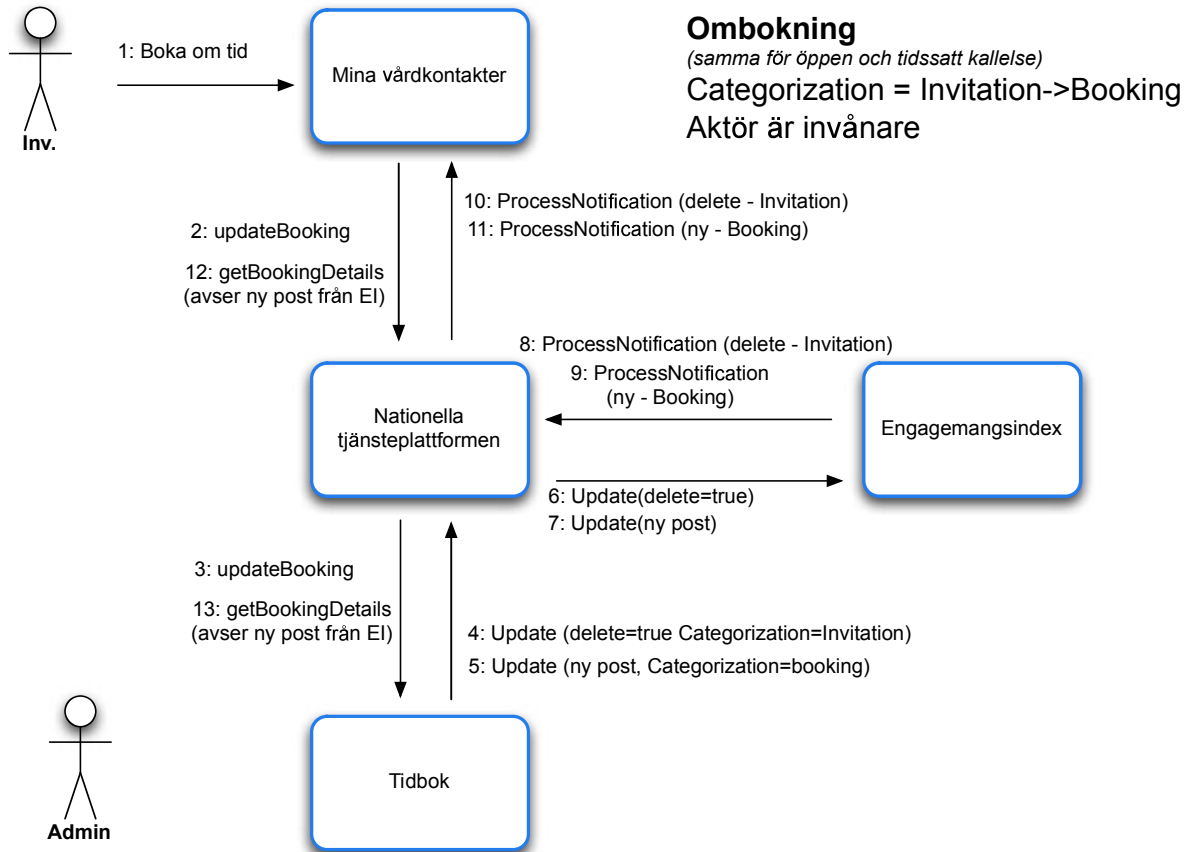 Ombokning
(samma för öppen och tidssatt kallelse)
Categorization = Invitation->Booking
Aktör är invånare
1: Boka om tid
Inv.
Mina vårdkontakter
2: updateBooking
12: getBookingDetails
(avser ny post från EI)
10: ProcessNotification (delete - Invitation)
11: ProcessNotification (ny - Booking)
8: ProcessNotification (delete - Invitation)
9: ProcessNotification
(ny - Booking)
Nationella
tjänsteplattformen
Engagemangsindex
6: Update(delete=true)
7: Update(ny post)
3: updateBooking
13: getBookingDetails
(avser ny post från EI)
4: Update (delete=true Categorization=Invitation)
5: Update (ny post, Categorization=booking)
Tidbok
Admin